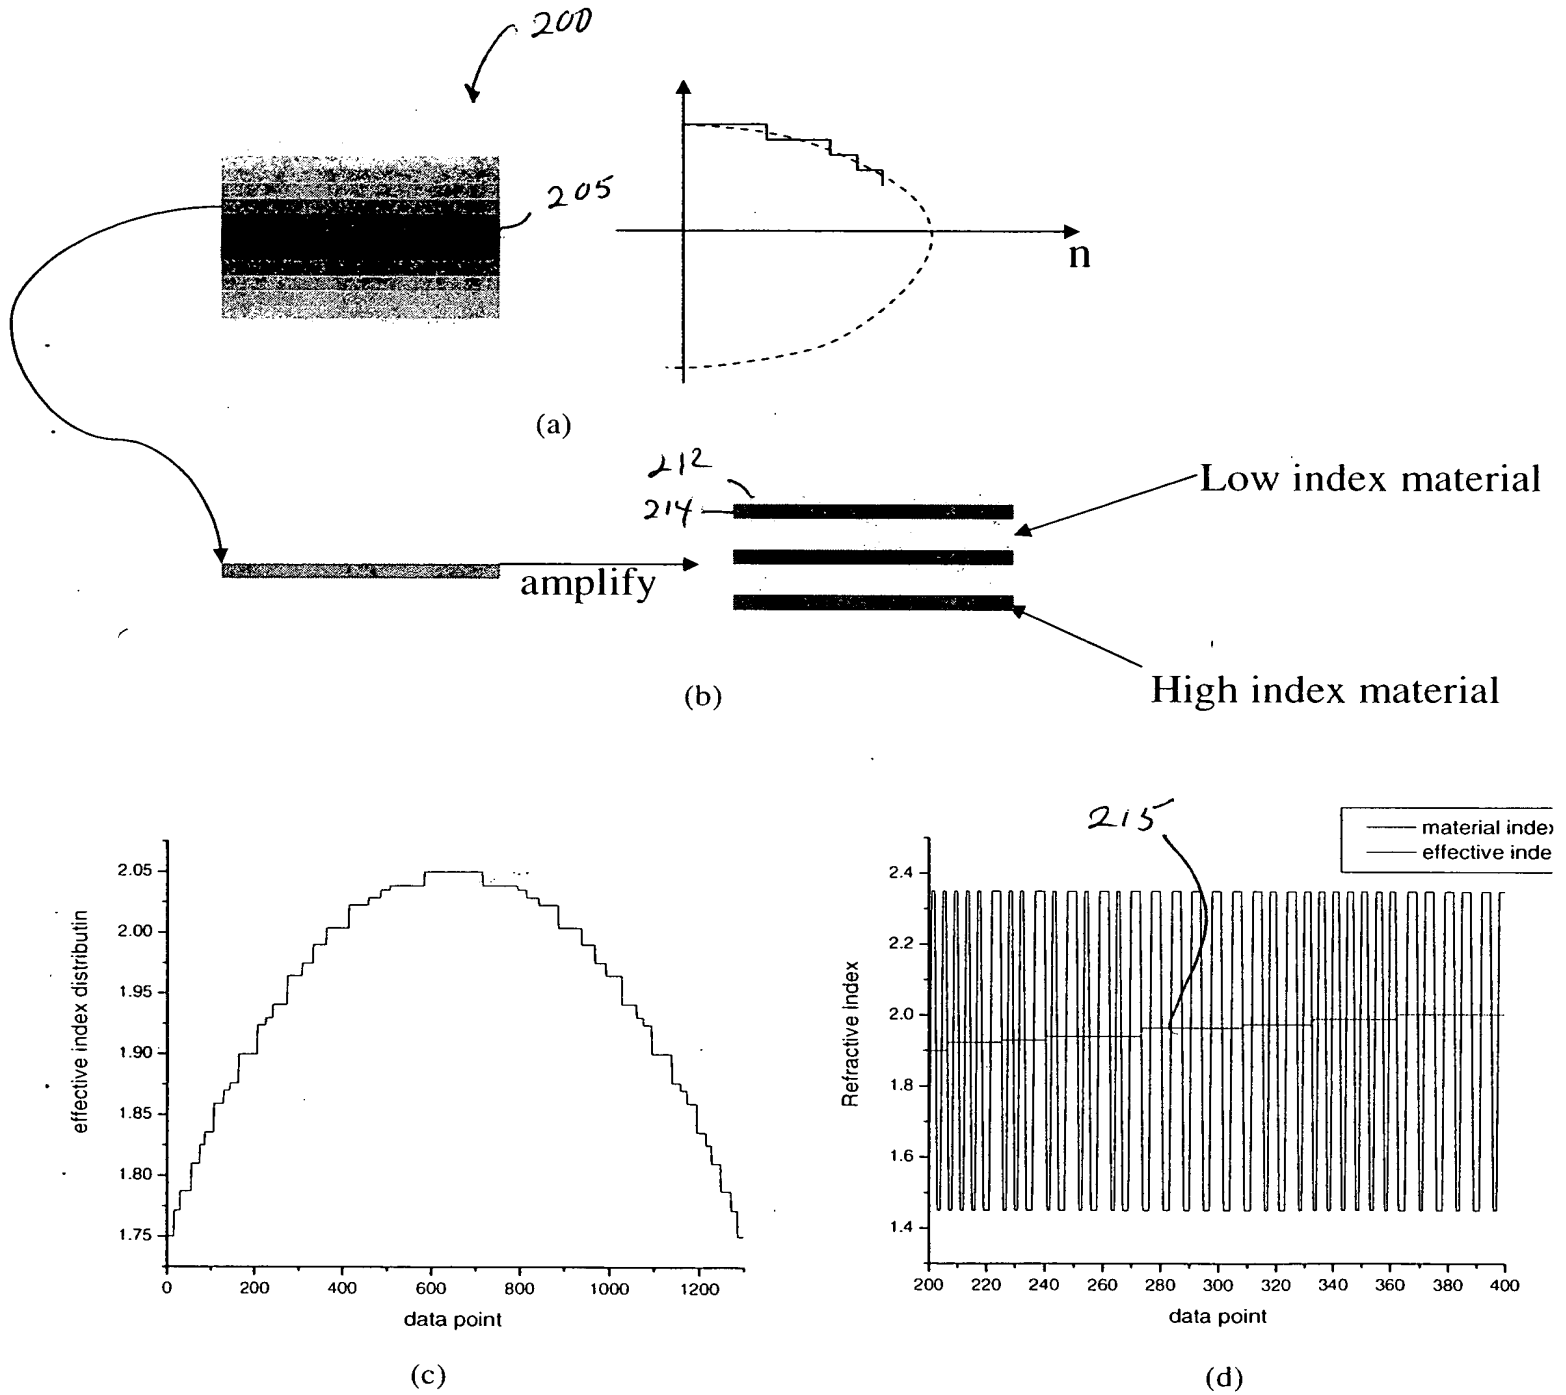 200
205
n
(a)
212
214
Low index material
amplify
High index material
(b)
2.05
2.00
1.95
1.90
1.85
1.80
1.75
effective index distributin
0
200
400
600
800
1000
1200
data point
(c)
215
material index
effective inde
2.4
2.2
2.0
1.8
1.6
1.4
Refractive index
200
220
240
260
280
300
320
340
360
380
400
data point
(d)